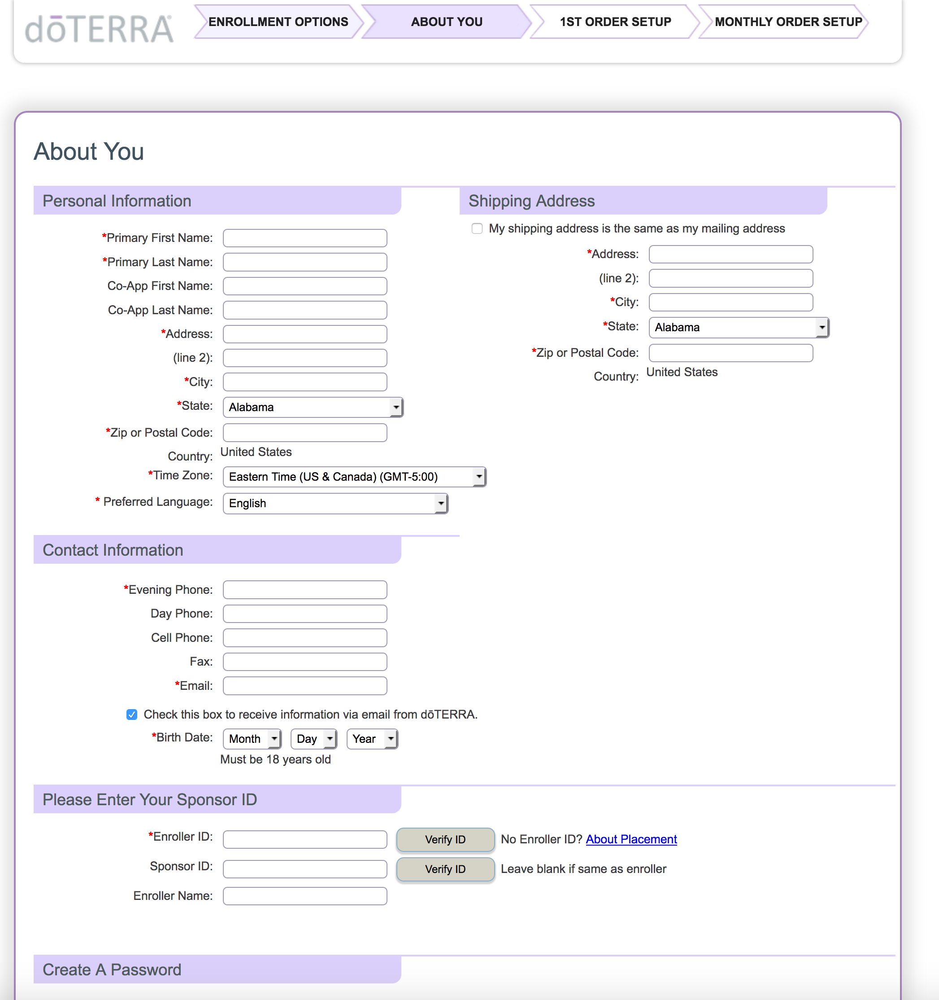 dōTERRA
ENROLLMENT OPTIONS
ABOUT YOU
1ST ORDER SETUP
MONTHLY ORDER SETUP
About You
Personal Information
*Primary First Name:
*Primary Last Name:
Co-App First Name:
Co-App Last Name:
*Address:
(line 2):
*City:
*State: Alabama
*Zip or Postal Code:
Country: United States
*Time Zone: Eastern Time (US & Canada) (GMT-5:00)
* Preferred Language: English
Shipping Address
My shipping address is the same as my mailing address
*Address:
(line 2):
*City:
*State: Alabama
*Zip or Postal Code:
Country: United States
Contact Information
*Evening Phone:
Day Phone:
Cell Phone:
Fax:
*Email:
Check this box to receive information via email from dōTERRA.
*Birth Date: Month Day Year
Must be 18 years old
Please Enter Your Sponsor ID
*Enroller ID: Verify ID No Enroller ID? About Placement
Sponsor ID: Verify ID Leave blank if same as enroller
Enroller Name:
Create A Password